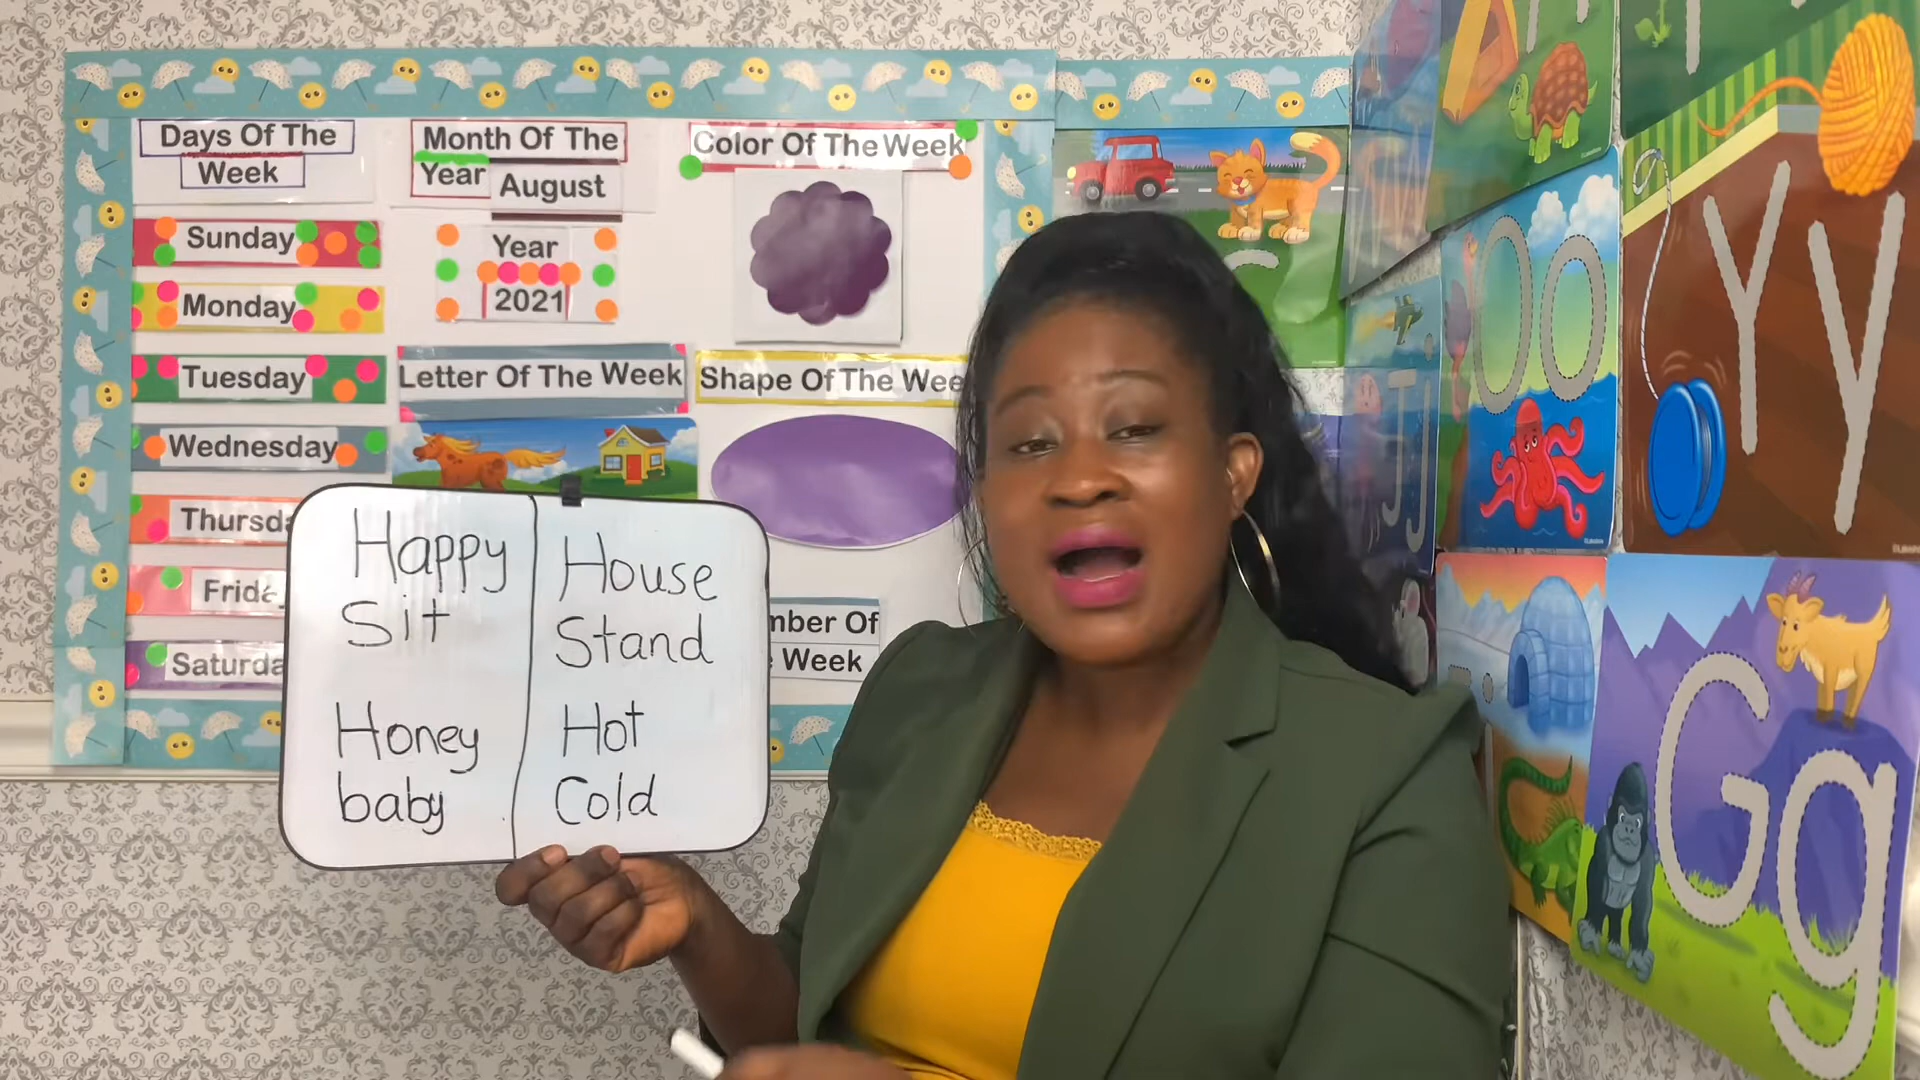 Days Of The
Week
Sunday
Monday
Tuesday
Wednesday
Thursda
Frida
Saturda
Month Of The
Year
August
Year
2021
Color Of The Week
Letter Of The Week
Shape Of The Wee
mber Of
Week
Happy
Sit
Honey
baby
House
Stand
Hot
Cold
Oo
Yy
Jj
Gg